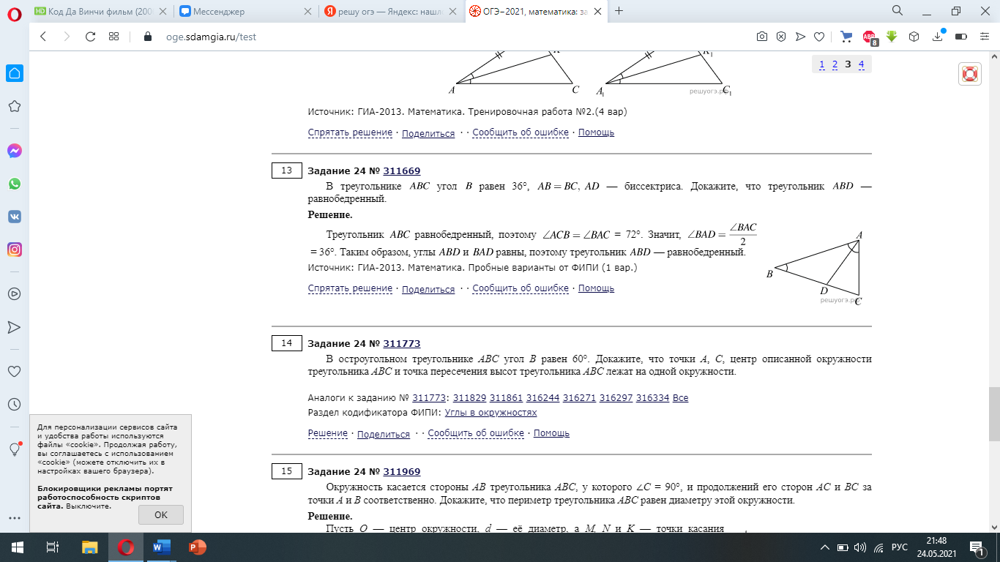 Код Да Винчи фильм (200
Мессенджер
решу огэ — Яндекс: нашл
ОГЭ–2021, математика: за
oge.sdamgia.ru/test
8
1 2 3 4
A
K
C
A1
K1
C1
решуогэ.рф
Источник: ГИА-2013. Математика. Тренировочная работа №2.(4 вар)
Спрятать решение · Поделиться · · Сообщить об ошибке · Помощь
13
Задание 24 № 311669
В треугольнике ABC угол B равен 36°, AB = BC, AD — биссектриса. Докажите, что треугольник ABD —
равнобедренный.
Решение.
Треугольник ABC равнобедренный, поэтому ∠ACB = ∠BAC = 72°. Значит, ∠BAD = ∠BAC/2
= 36°. Таким образом, углы ABD и BAD равны, поэтому треугольник ABD — равнобедренный.
A
B
D
C
решуогэ.рф
Источник: ГИА-2013. Математика. Пробные варианты от ФИПИ (1 вар.)
Спрятать решение · Поделиться · · Сообщить об ошибке · Помощь
14
Задание 24 № 311773
В остроугольном треугольнике ABC угол B равен 60°. Докажите, что точки A, C, центр описанной окружности
треугольника ABC и точка пересечения высот треугольника ABC лежат на одной окружности.
Аналоги к заданию № 311773: 311829 311861 316244 316271 316297 316334 Все
Раздел кодификатора ФИПИ: Углы в окружностях
Решение · Поделиться · · Сообщить об ошибке · Помощь
15
Задание 24 № 311969
Окружность касается стороны AB треугольника ABC, у которого ∠C = 90°, и продолжений его сторон AC и BC за
точки A и B соответственно. Докажите, что периметр треугольника ABC равен диаметру этой окружности.
Решение.
Пусть O — центр окружности, d — её диаметр, а M, N и K — точки касания
Для персонализации сервисов сайта
и удобства работы используются
файлы «cookie». Продолжая работу,
вы соглашаетесь с использованием
«cookie» (можете отключить их в
настройках вашего браузера).
Блокировщики рекламы портят
работоспособность скриптов
сайта. Выключите.
OK
РУС
21:48
24.05.2021
1